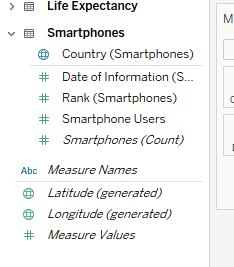 Life Expectancy
Smartphones
Country (Smartphones)
Date of Information (S...
Rank (Smartphones)
Smartphone Users
Smartphones (Count)
Abc Measure Names
Latitude (generated)
Longitude (generated)
Measure Values